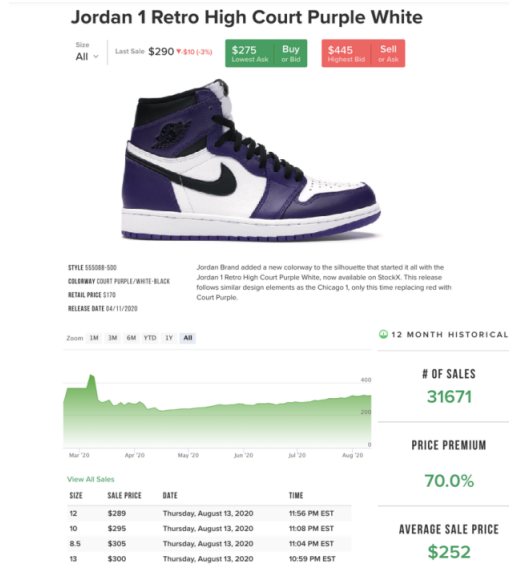 Jordan 1 Retro High Court Purple White
Size
All
Last Sale $290 ▼-$10 (-3%)
$275 Buy
Lowest Ask or Bid
$445 Sell
Highest Bid or Ask
STYLE 555088-500
COLORWAY COURT PURPLE/WHITE-BLACK
RETAIL PRICE $170
RELEASE DATE 04/11/2020
Jordan Brand added a new colorway to the silhouette that started it all with the
Jordan 1 Retro High Court Purple White, now available on StockX. This release
follows similar design elements as the Chicago 1, only this time replacing red with
Court Purple.
Zoom 1M 3M 6M YTD 1Y All
400
200
0
Mar '20 Apr '20 May '20 Jun '20 Jul '20 Aug '20
12 MONTH HISTORICAL
# OF SALES
31671
PRICE PREMIUM
70.0%
AVERAGE SALE PRICE
$252
View All Sales
SIZE SALE PRICE DATE TIME
12 $289 Thursday, August 13, 2020 11:56 PM EST
10 $295 Thursday, August 13, 2020 11:08 PM EST
8.5 $305 Thursday, August 13, 2020 11:04 PM EST
13 $300 Thursday, August 13, 2020 10:59 PM EST